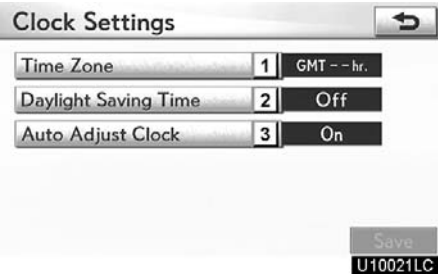 Clock Settings
Time Zone 1 GMT – – hr.
Daylight Saving Time 2 Off
Auto Adjust Clock 3 On
Save
U10021LC